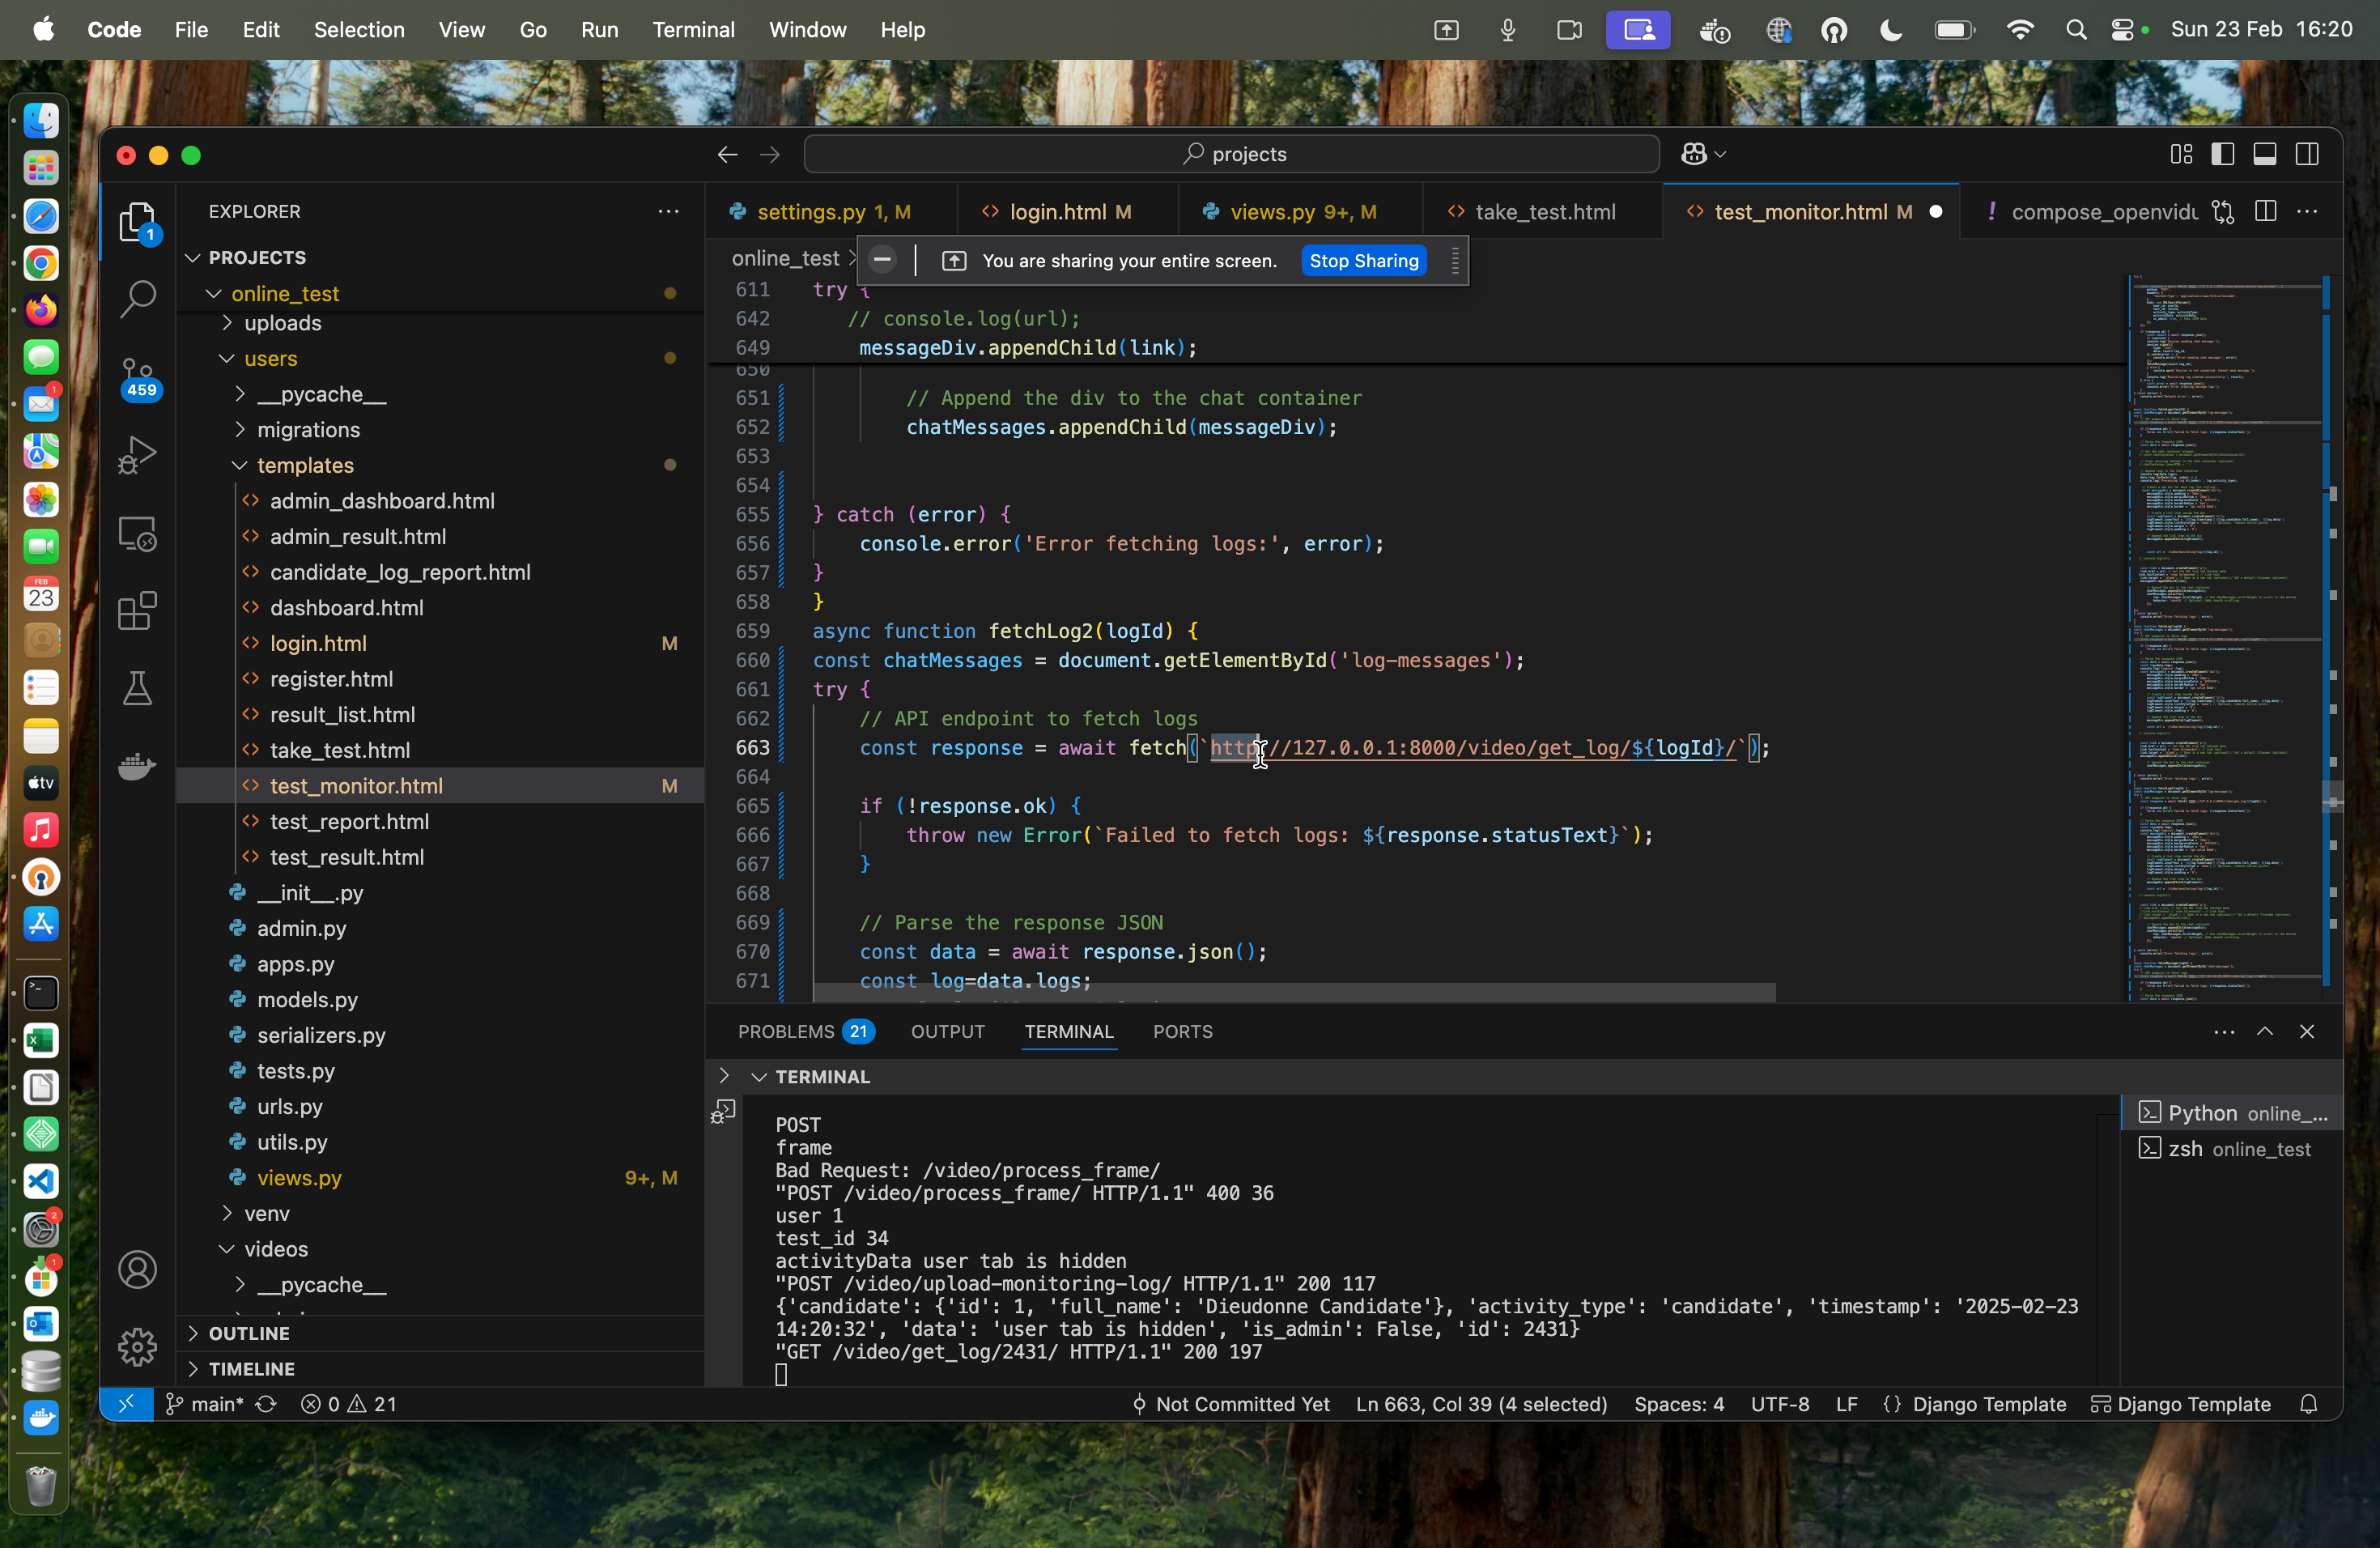 Code File Edit Selection View Go Run Terminal Window Help Sun 23 Feb 16:20
projects
EXPLORER
settings.py 1, M
login.html M
views.py 9+, M
take_test.html
test_monitor.html M
! compose_openvidu
online_test >
You are sharing your entire screen. Stop Sharing
PROJECTS
online_test
uploads
users
__pycache__
migrations
templates
admin_dashboard.html
admin_result.html
candidate_log_report.html
dashboard.html
login.html M
register.html
result_list.html
take_test.html
test_monitor.html M
test_report.html
test_result.html
__init__.py
admin.py
apps.py
models.py
serializers.py
tests.py
urls.py
utils.py
views.py 9+, M
venv
videos
__pycache__
OUTLINE
TIMELINE
1
459
FEB
23
tv
611 try {
642 // console.log(url);
649 messageDiv.appendChild(link);
650
651 // Append the div to the chat container
652 chatMessages.appendChild(messageDiv);
653
654
655 } catch (error) {
656 console.error('Error fetching logs:', error);
657 }
658 }
659 async function fetchLog2(logId) {
660 const chatMessages = document.getElementById('log-messages');
661 try {
662 // API endpoint to fetch logs
663 const response = await fetch(`http://127.0.0.1:8000/video/get_log/${logId}/`);
664
665 if (!response.ok) {
666 throw new Error(`Failed to fetch logs: ${response.statusText}`);
667 }
668
669 // Parse the response JSON
670 const data = await response.json();
671 const log=data.logs;
PROBLEMS 21 OUTPUT TERMINAL PORTS
TERMINAL
POST
frame
Bad Request: /video/process_frame/
"POST /video/process_frame/ HTTP/1.1" 400 36
user 1
test_id 34
activityData user tab is hidden
"POST /video/upload-monitoring-log/ HTTP/1.1" 200 117
{'candidate': {'id': 1, 'full_name': 'Dieudonne Candidate'}, 'activity_type': 'candidate', 'timestamp': '2025-02-23
14:20:32', 'data': 'user tab is hidden', 'is_admin': False, 'id': 2431}
"GET /video/get_log/2431/ HTTP/1.1" 200 197
Python online_...
zsh online_test
main* 0 21 Not Committed Yet Ln 663, Col 39 (4 selected) Spaces: 4 UTF-8 LF {} Django Template Django Template